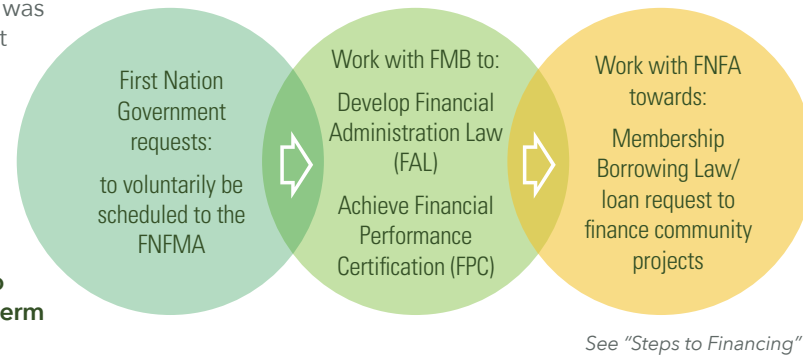 was
t
o
erm
First Nation
Government
requests:
to voluntarily be
scheduled to the
FNFMA
Work with FMB to:
Develop Financial
Administration Law
(FAL)
Achieve Financial
Performance
Certification (FPC)
Work with FNFA
towards:
Membership
Borrowing Law/
loan request to
finance community
projects
See "Steps to Financing"